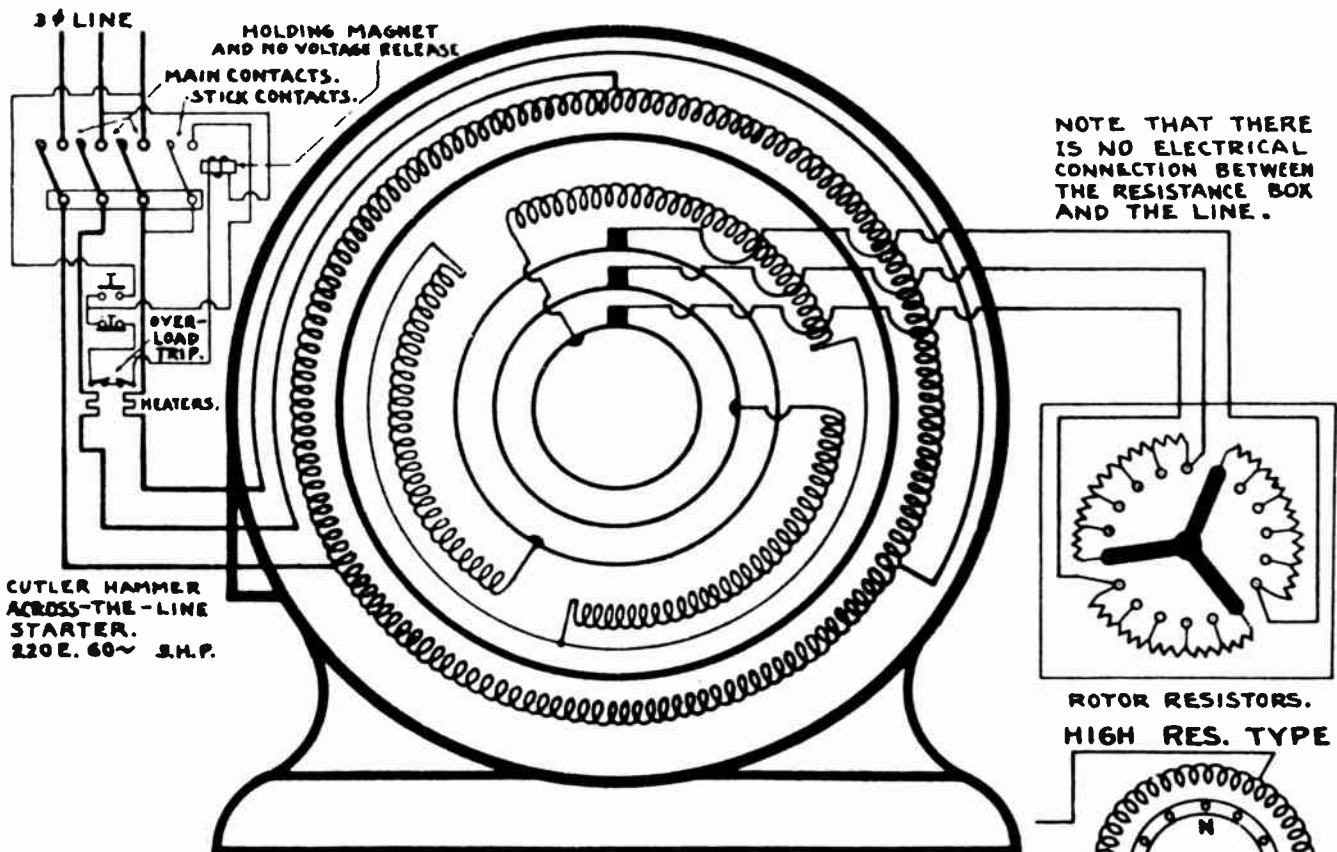 3 ϕ LINE
HOLDING MAGNET
AND NO VOLTAGE RELEASE
MAIN CONTACTS.
STICK CONTACTS.
NOTE THAT THERE
IS NO ELECTRICAL
CONNECTION BETWEEN
THE RESISTANCE BOX
AND THE LINE.
OVER-
LOAD
TRIP.
HEATERS.
CUTLER HAMMER
ACROSS-THE-LINE
STARTER.
220 E. 60~ H.P.
ROTOR RESISTORS.
HIGH RES. TYPE
N